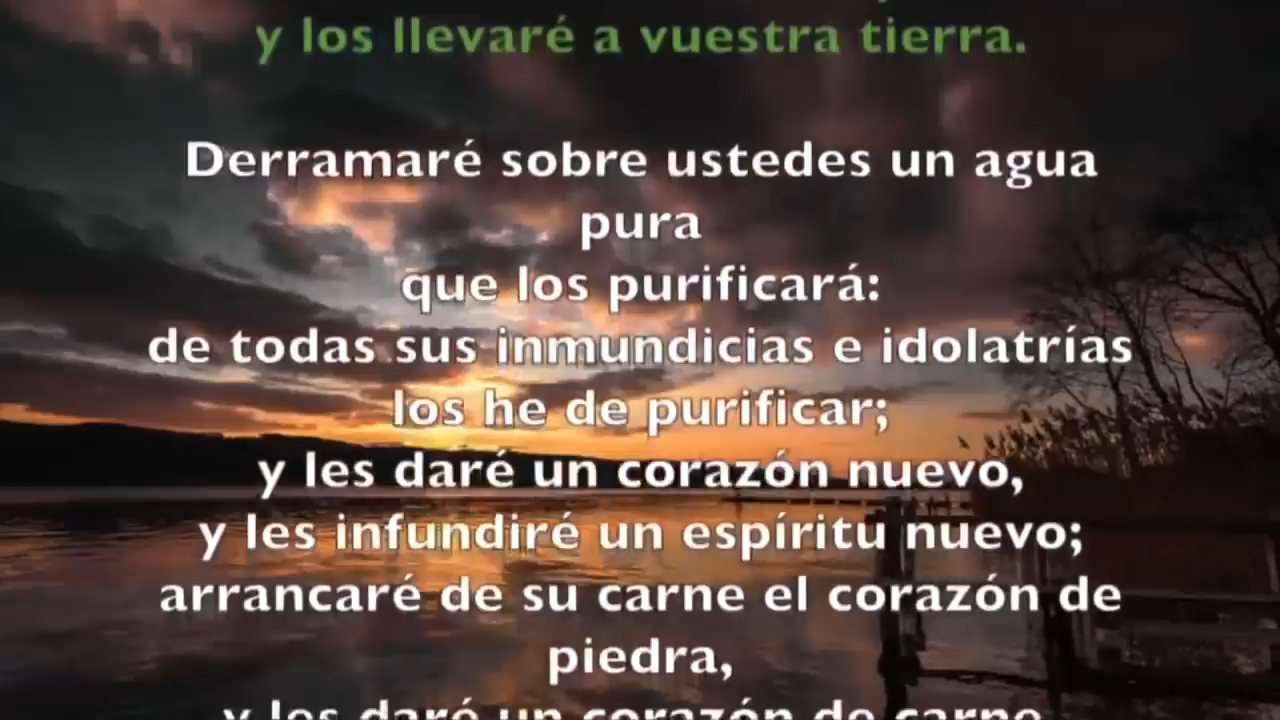 y los llevaré a vuestra tierra.
Derramaré sobre ustedes un agua
pura
que los purificará:
de todas sus inmundicias e idolatrías
los he de purificar;
y les daré un corazón nuevo,
y les infundiré un espíritu nuevo;
arrancaré de su carne el corazón de
piedra,
y les daré un corazón de carne